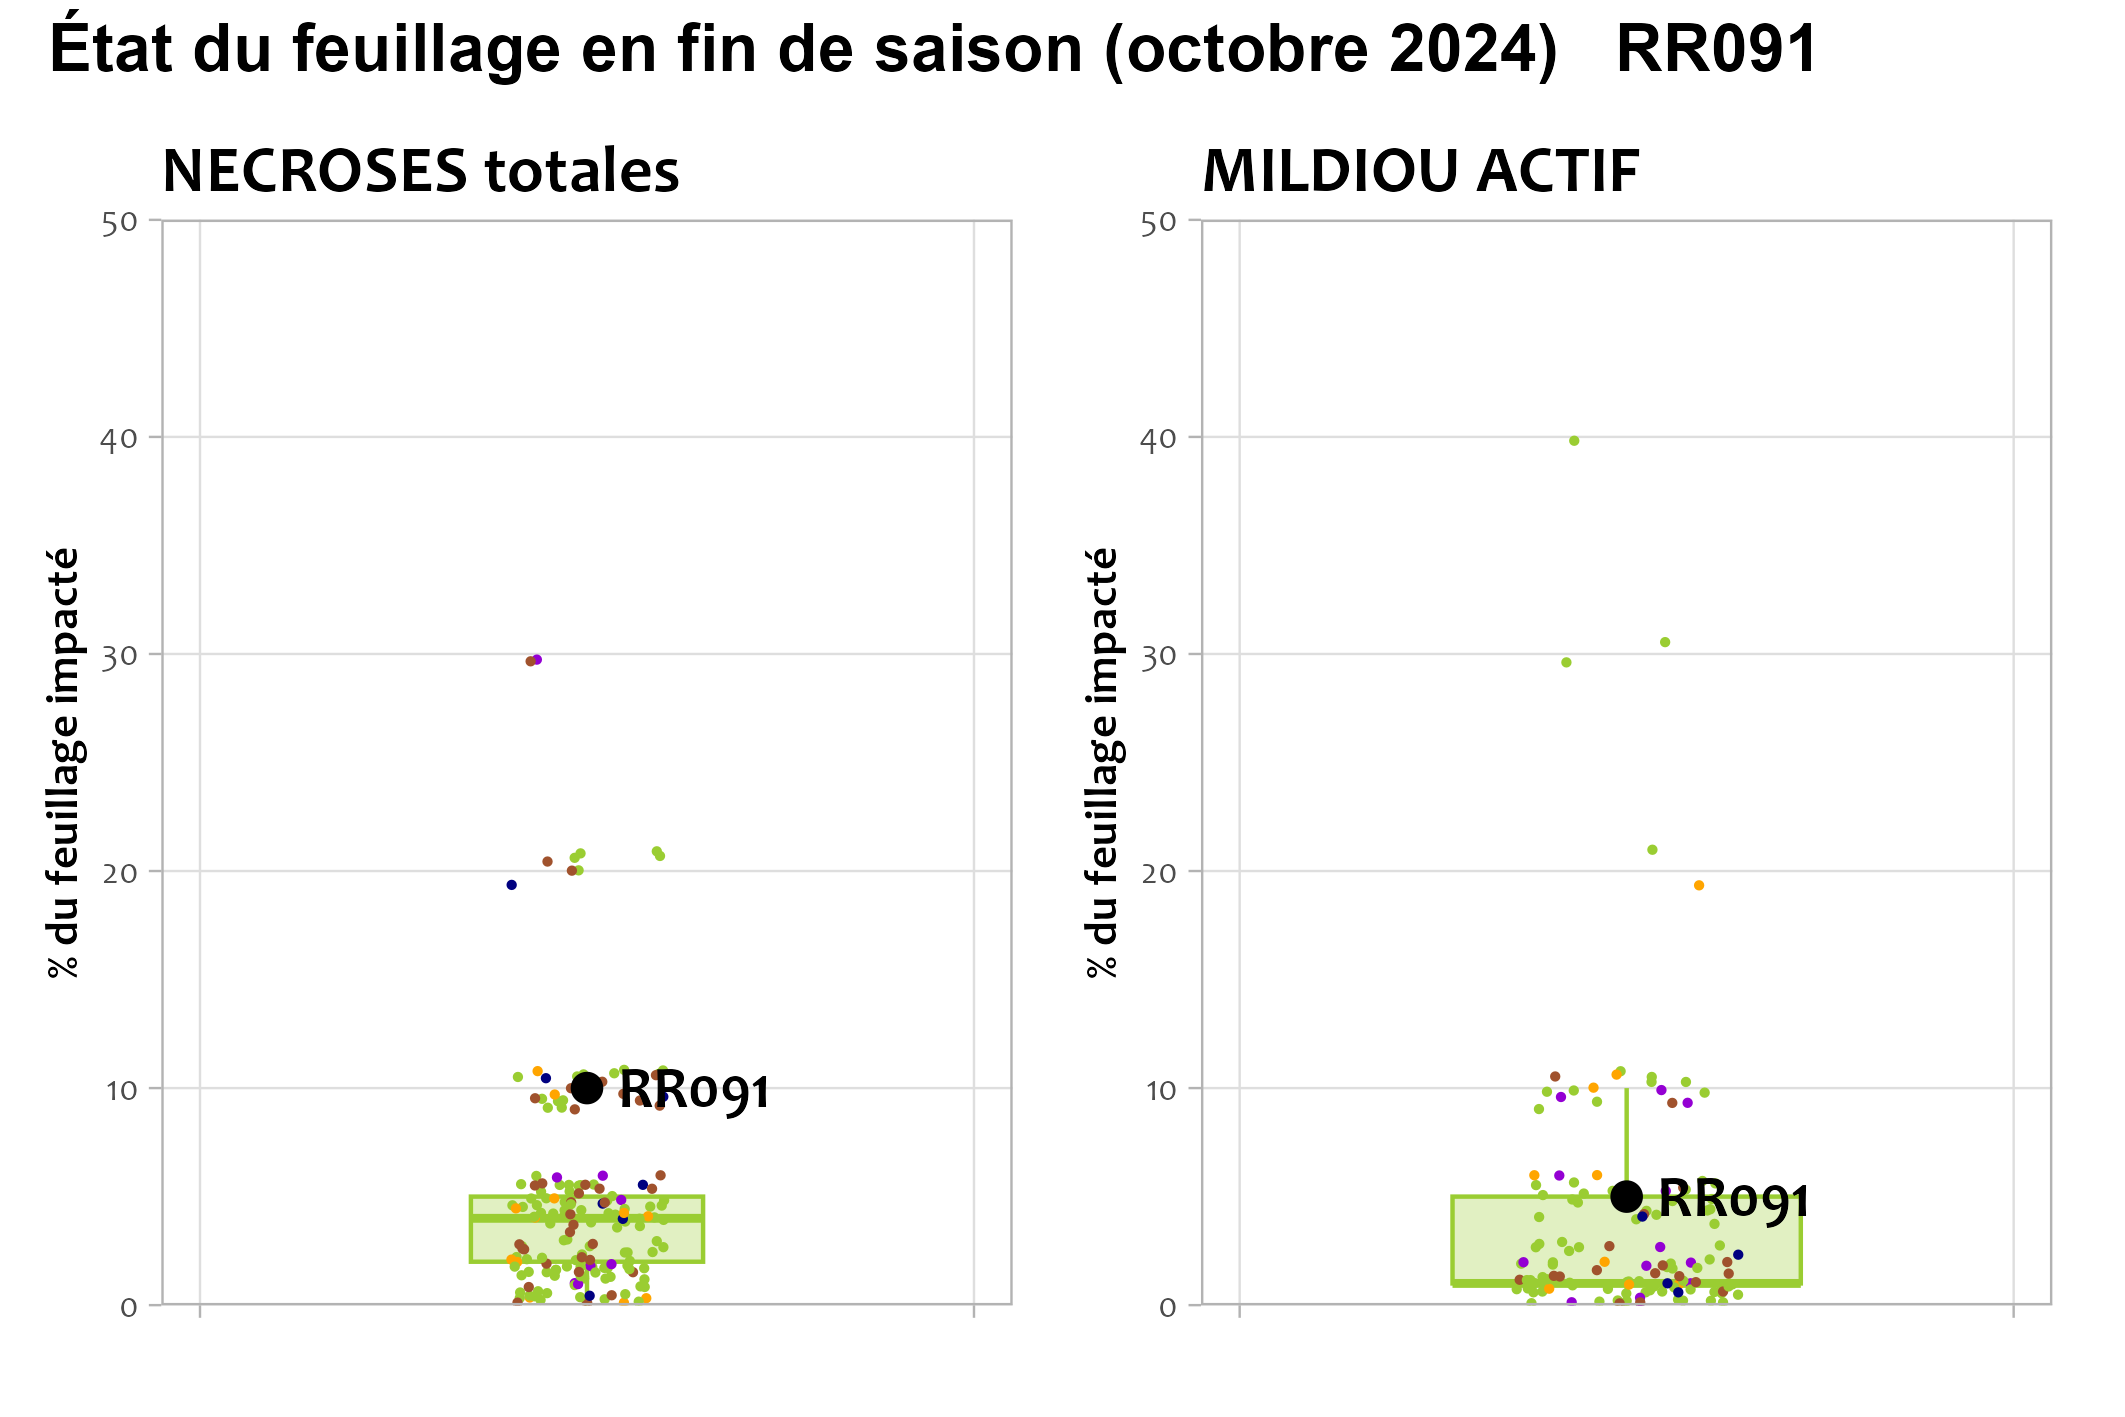 État du feuillage en fin de saison (octobre 2024) RR091
NECROSES totales
MILDIOU ACTIF
% du feuillage impacté
50
40
30
20
10
0
RR091
% du feuillage impacté
50
40
30
20
10
0
RR091